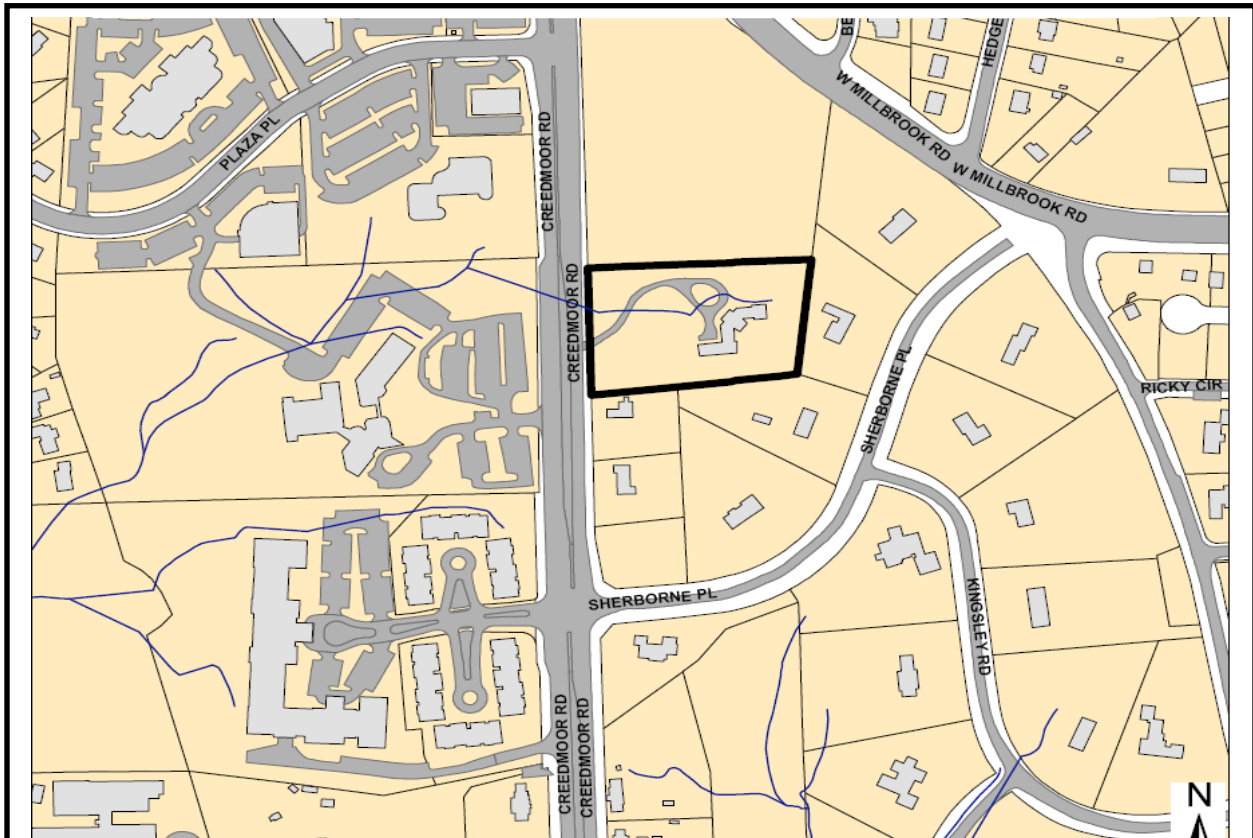 BE
HEDGE
W MILLBROOK RD
W MILLBROOK RD
PLAZA PL
CREEDMOOR RD
CREEDMOOR RD
SHERBORNE PL
RICKY CIR
SHERBORNE PL
KINGSLEY RD
CREEDMOOR RD
CREEDMOOR RD
N